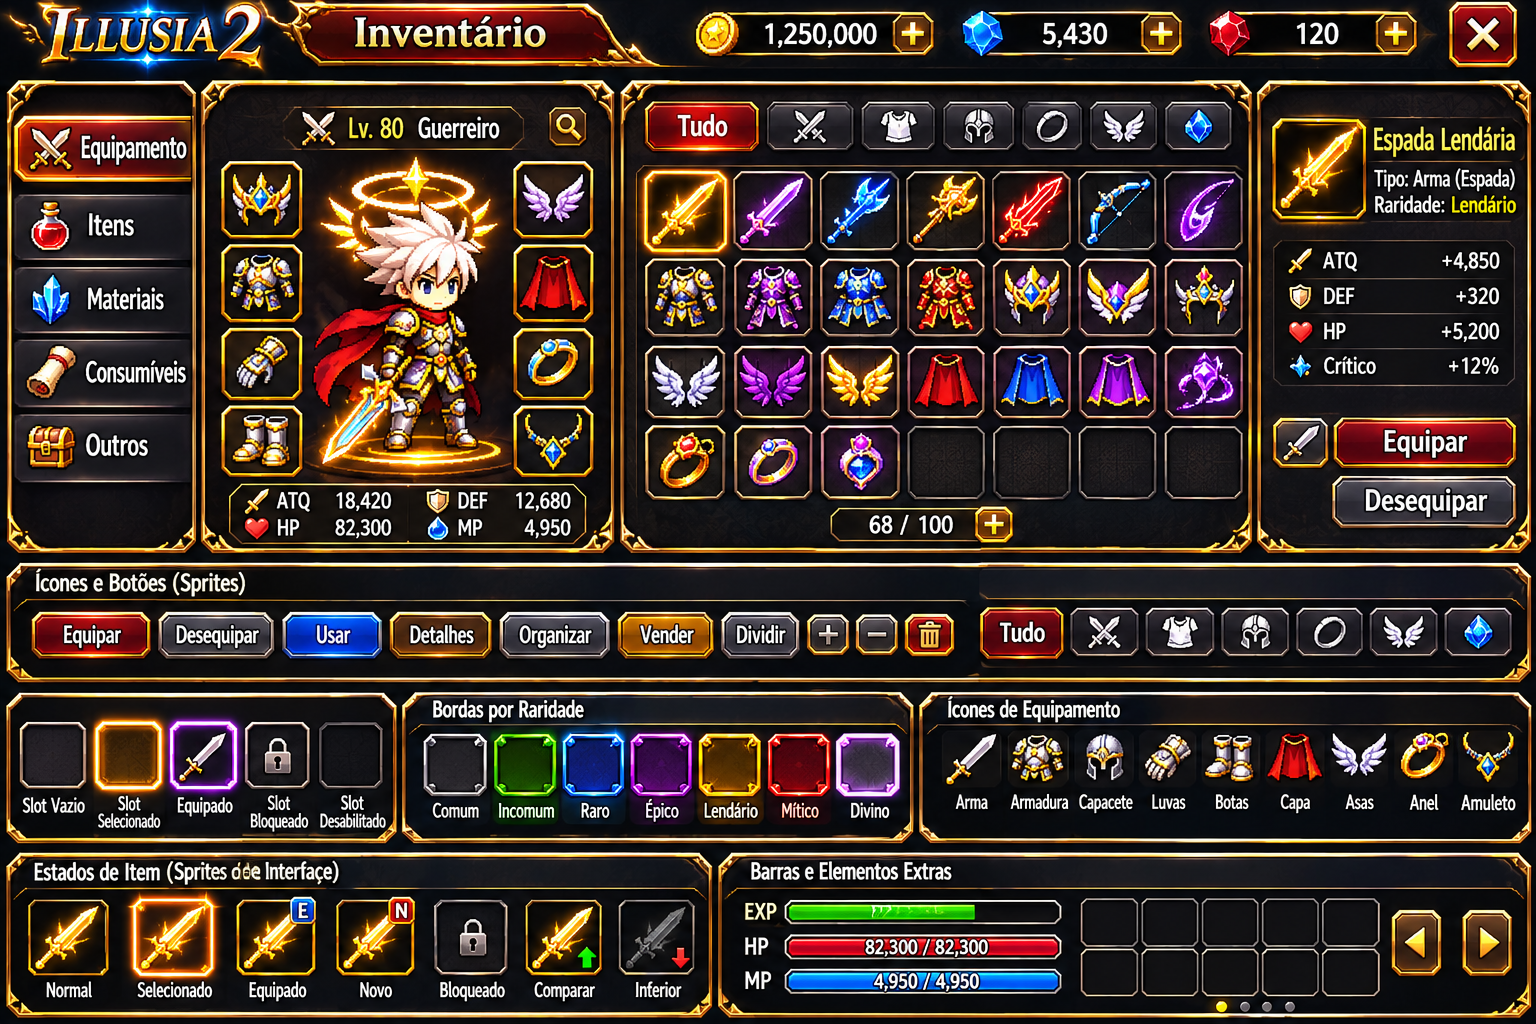 ILLUSIA 2
Inventário
1,250,000
5,430
120
Equipamento
Itens
Materiais
Consumíveis
Outros
Lv. 80 Guerreiro
ATQ 18,420 DEF 12,680
HP 82,300 MP 4,950
Tudo
68 / 100
Espada Lendária
Tipo: Arma (Espada)
Raridade: Lendário
ATQ +4,850
DEF +320
HP +5,200
Crítico +12%
Equipar
Desequipar
Ícones e Botões (Sprites)
Equipar Desequipar Usar Detalhes Organizar Vender Dividir
Tudo
Slot Vazio
Slot
Selecionado
Equipado
Slot
Bloqueado
Slot
Desabilitado
Bordas por Raridade
Comum Incomum Raro Épico Lendário Mítico Divino
Ícones de Equipamento
Arma Armadura Capacete Luvas Botas Capa Asas Anel Amuleto
Estados de Item (Sprites Interface)
E
N
Normal Selecionado Equipado Novo Bloqueado Comparar Inferior
Barras e Elementos Extras
EXP
HP 82,300 / 82,300
MP 4,950 / 4,950